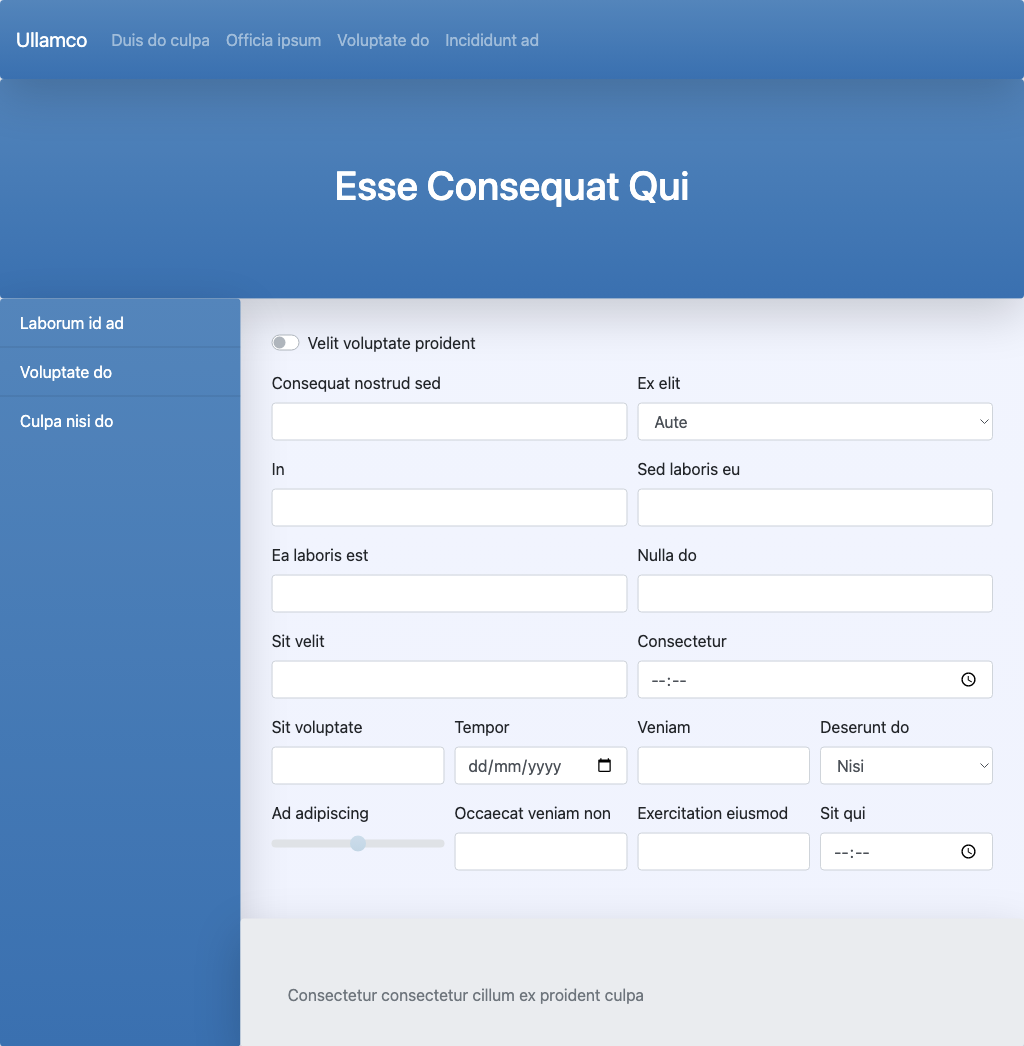 Ullamco Duis do culpa Officia ipsum Voluptate do Incididunt ad
Esse Consequat Qui
Laborum id ad
Voluptate do
Culpa nisi do
Velit voluptate proident
Consequat nostrud sed Ex elit
Aute
In Sed laboris eu
Ea laboris est Nulla do
Sit velit Consectetur
--:--
Sit voluptate Tempor Veniam Deserunt do
dd/mm/yyyy Nisi
Ad adipiscing Occaecat veniam non Exercitation eiusmod Sit qui
--:--
Consectetur consectetur cillum ex proident culpa